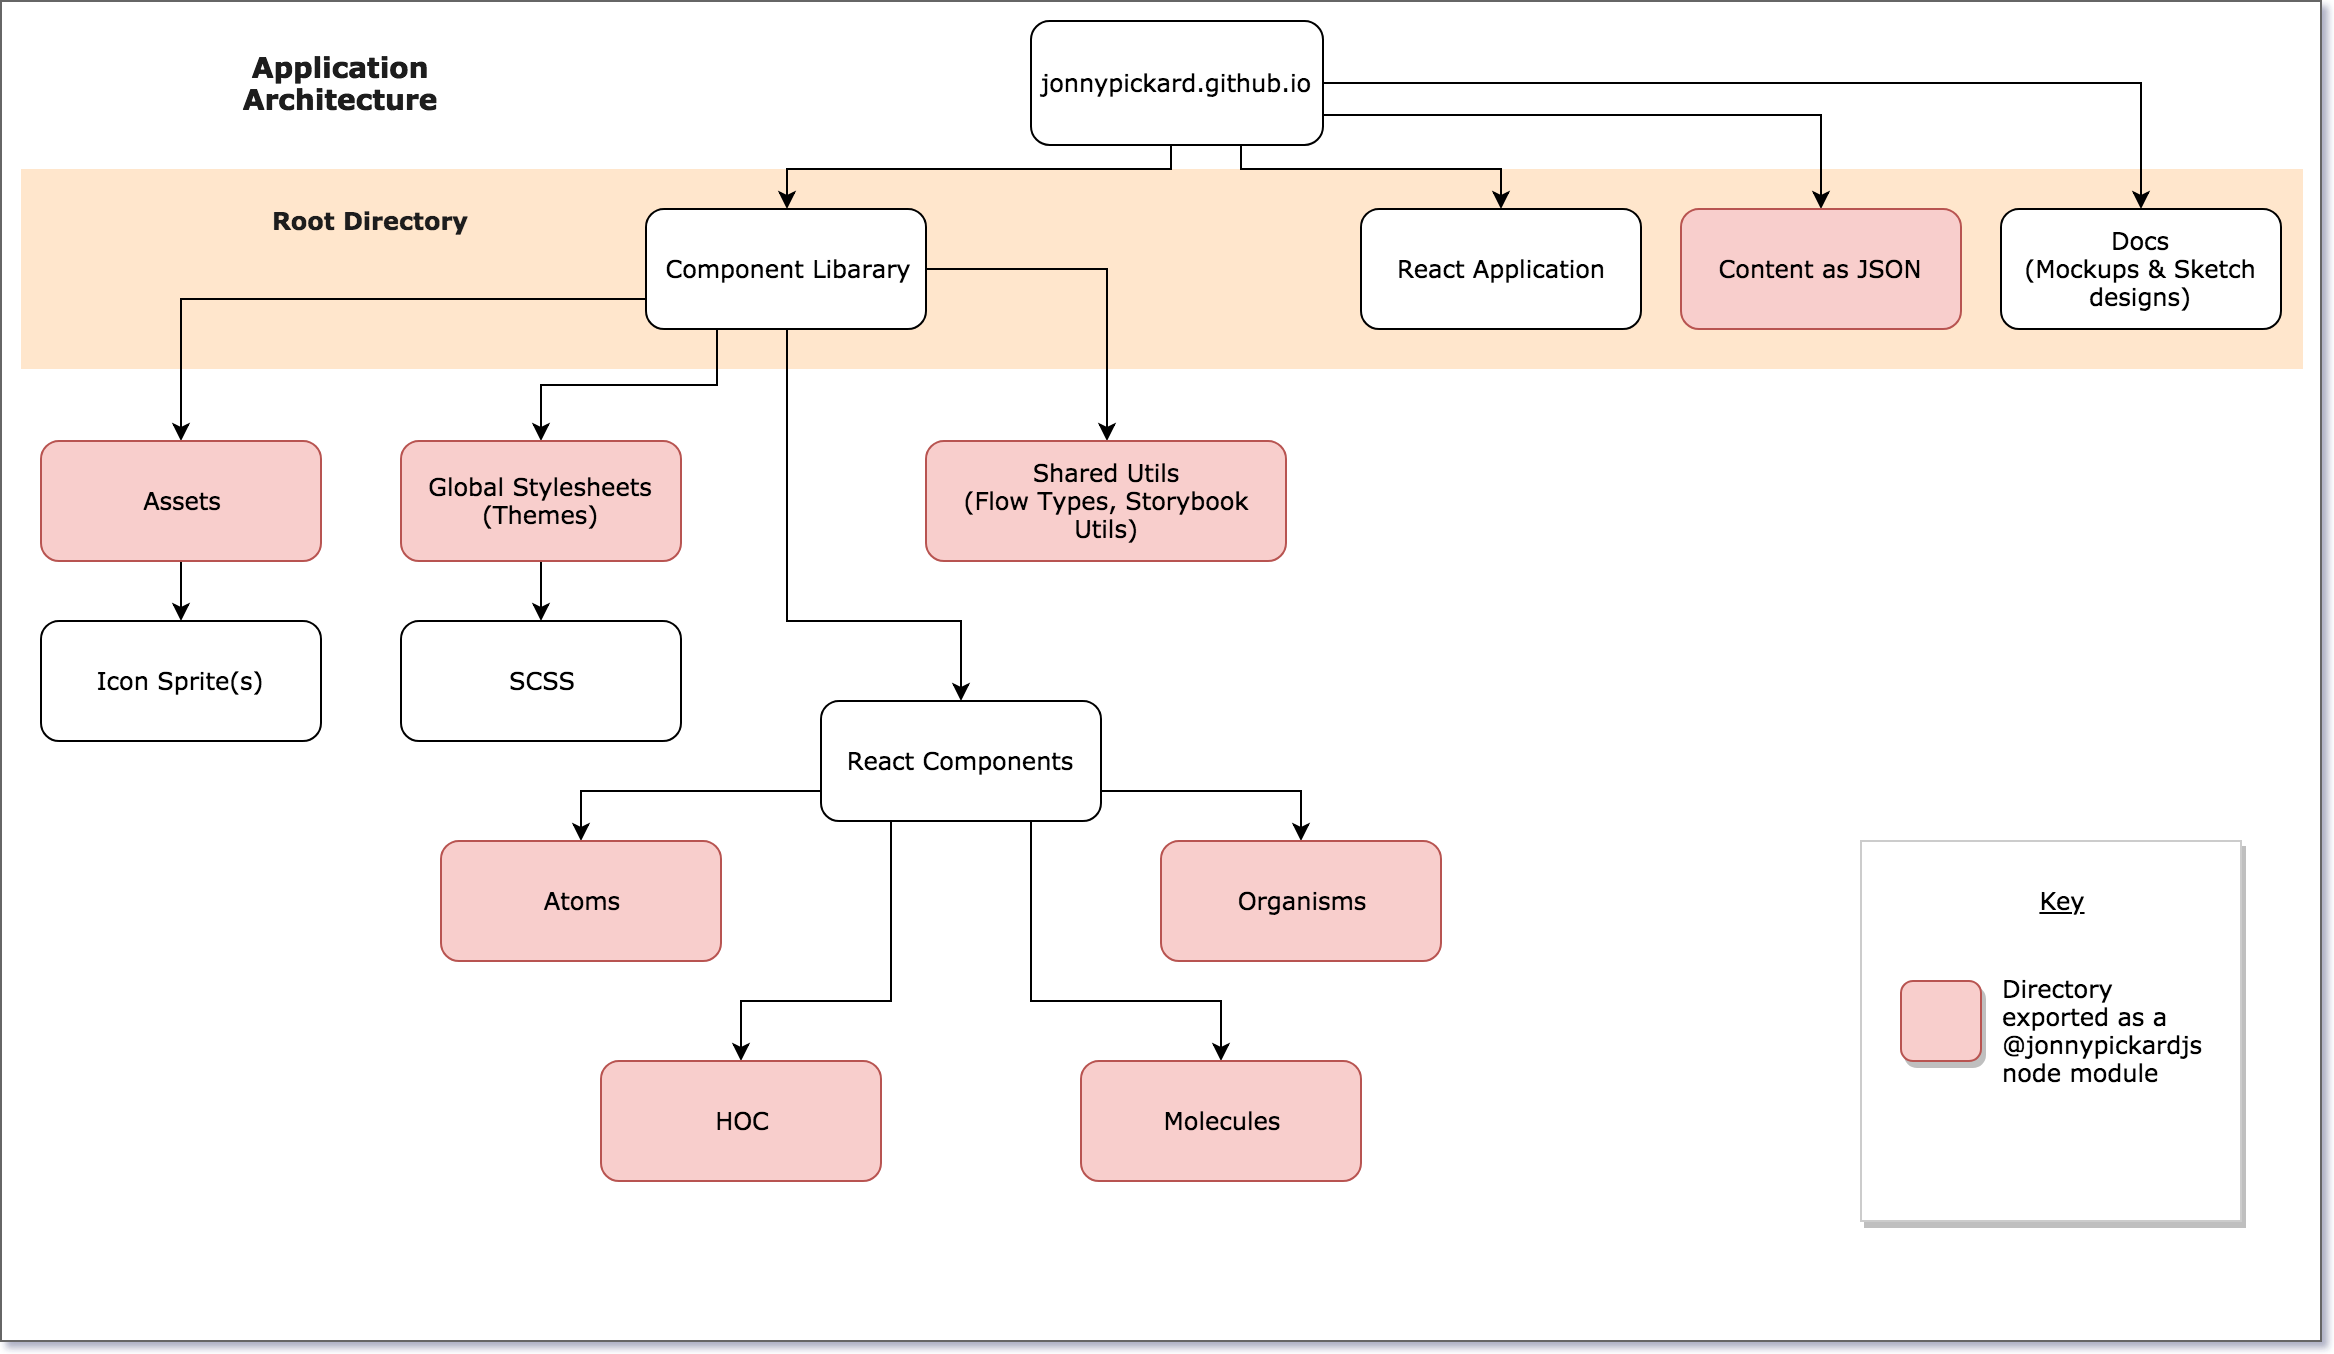 Application
Architecture
jonnypickard.github.io
Root Directory
Component Libarary
React Application
Content as JSON
Docs
(Mockups & Sketch
designs)
Assets
Global Stylesheets
(Themes)
Shared Utils
(Flow Types, Storybook
Utils)
Icon Sprite(s)
SCSS
React Components
Atoms
Organisms
HOC
Molecules
Key
Directory
exported as a
@jonnypickardjs
node module